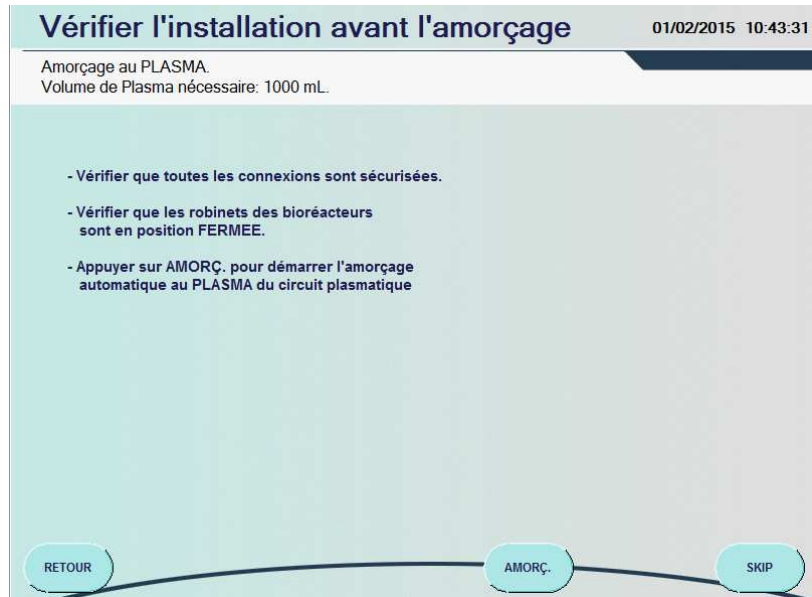 Vérifier l'installation avant l'amorçage
01/02/2015 10:43:31
Amorçage au PLASMA.
Volume de Plasma nécessaire: 1000 mL.
- Vérifier que toutes les connexions sont sécurisées.
- Vérifier que les robinets des bioréacteurs
sont en position FERMEE.
- Appuyer sur AMORÇ. pour démarrer l'amorçage
automatique au PLASMA du circuit plasmatique
RETOUR
AMORÇ.
SKIP